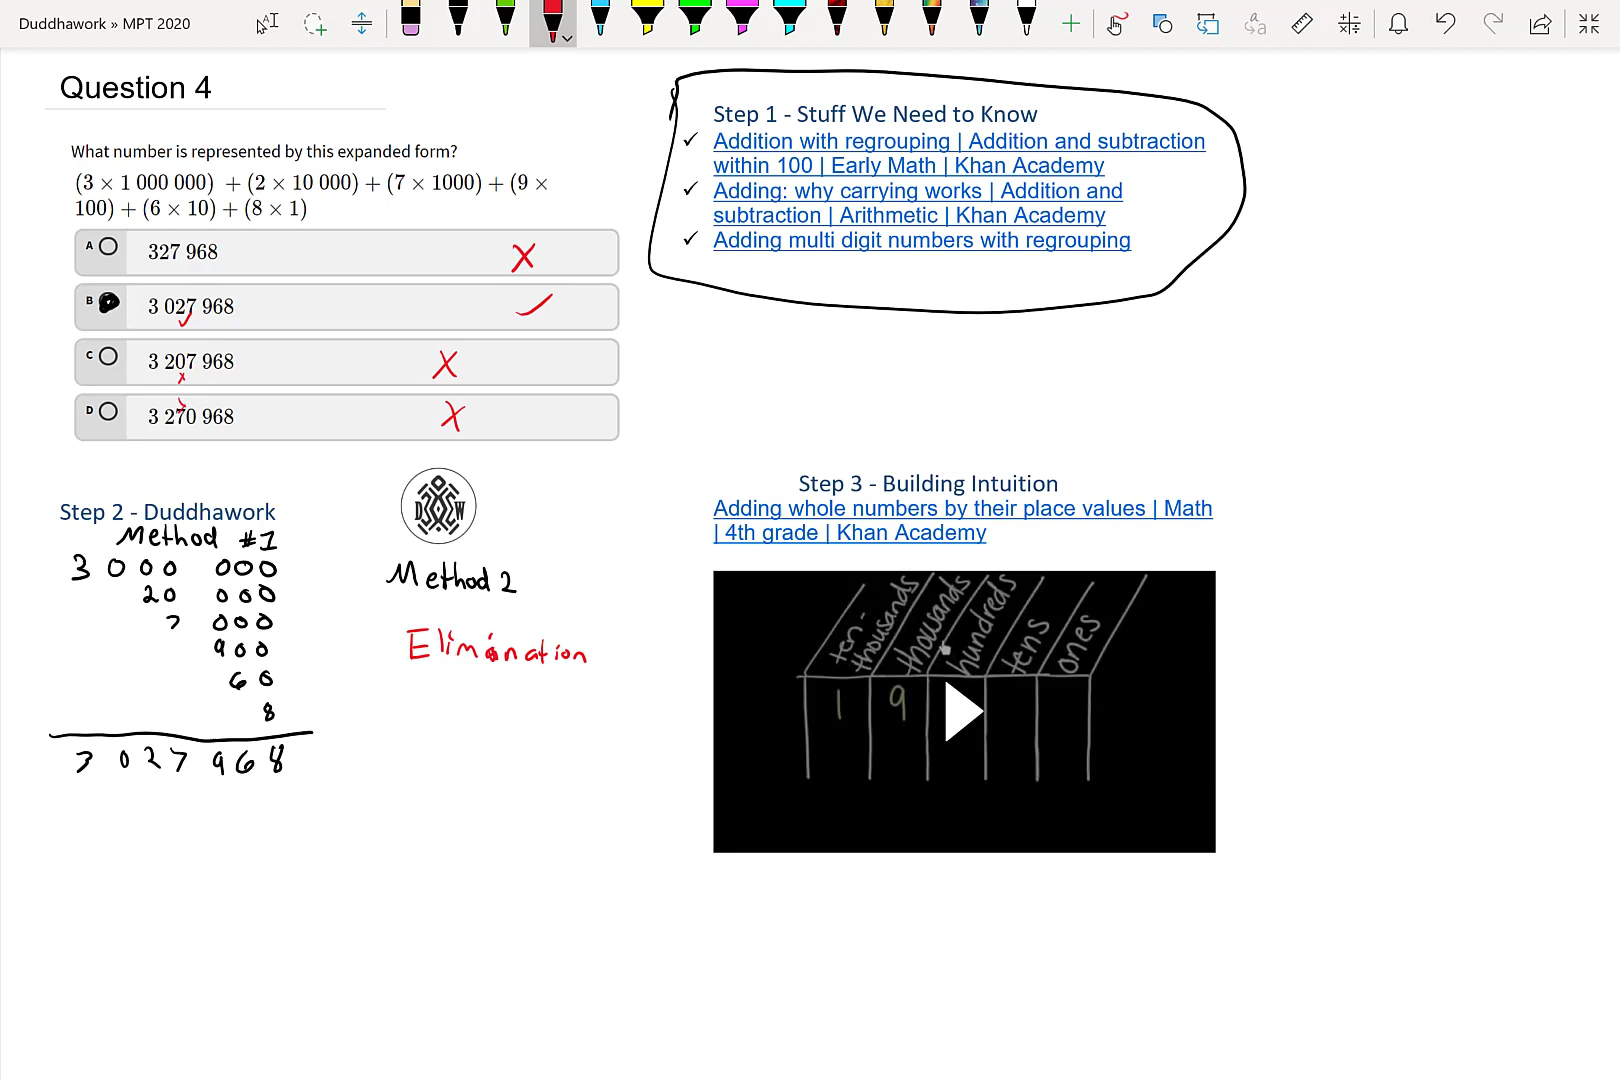 Duddhawork » MPT 2020
Question 4
What number is represented by this expanded form?
(3 × 1 000 000) + (2 × 10 000) + (7 × 1000) + (9 ×
100) + (6 × 10) + (8 × 1)
A 327 968 X
B 3 027 968 ✓
C 3 207 968 X
D 3 270 968 X
Step 1 - Stuff We Need to Know
✓ Addition with regrouping | Addition and subtraction
within 100 | Early Math | Khan Academy
✓ Adding: why carrying works | Addition and
subtraction | Arithmetic | Khan Academy
✓ Adding multi digit numbers with regrouping
Step 2 - Duddhawork
Method #1
3 000 000
20 000
7 000
900
60
8
3 027 968
D W
Method 2
Elimination
Step 3 - Building Intuition
Adding whole numbers by their place values | Math
| 4th grade | Khan Academy
ten-thousands thousands hundreds tens ones
1 9